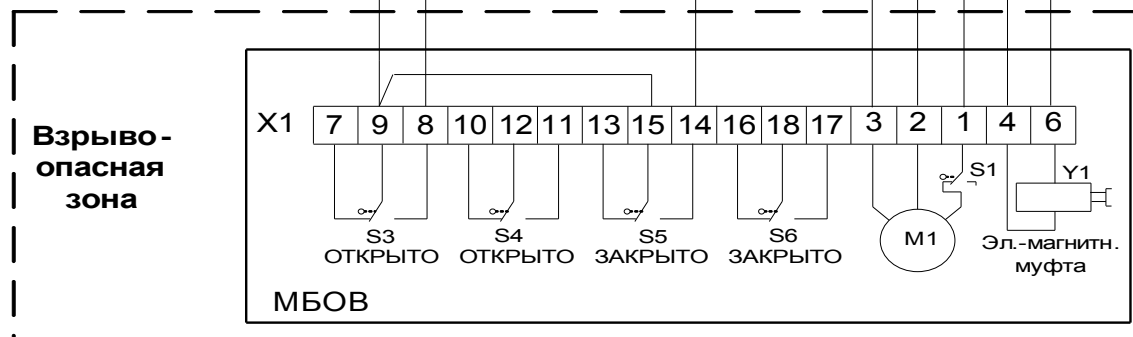 Взрыво-
опасная
зона
X1 7 9 8 10 12 11 13 15 14 16 18 17 3 2 1 4 6
S1
Y1
S3
ОТКРЫТО
S4
ОТКРЫТО
S5
ЗАКРЫТО
S6
ЗАКРЫТО
M1
Эл.-магнитн.
муфта
МБОВ